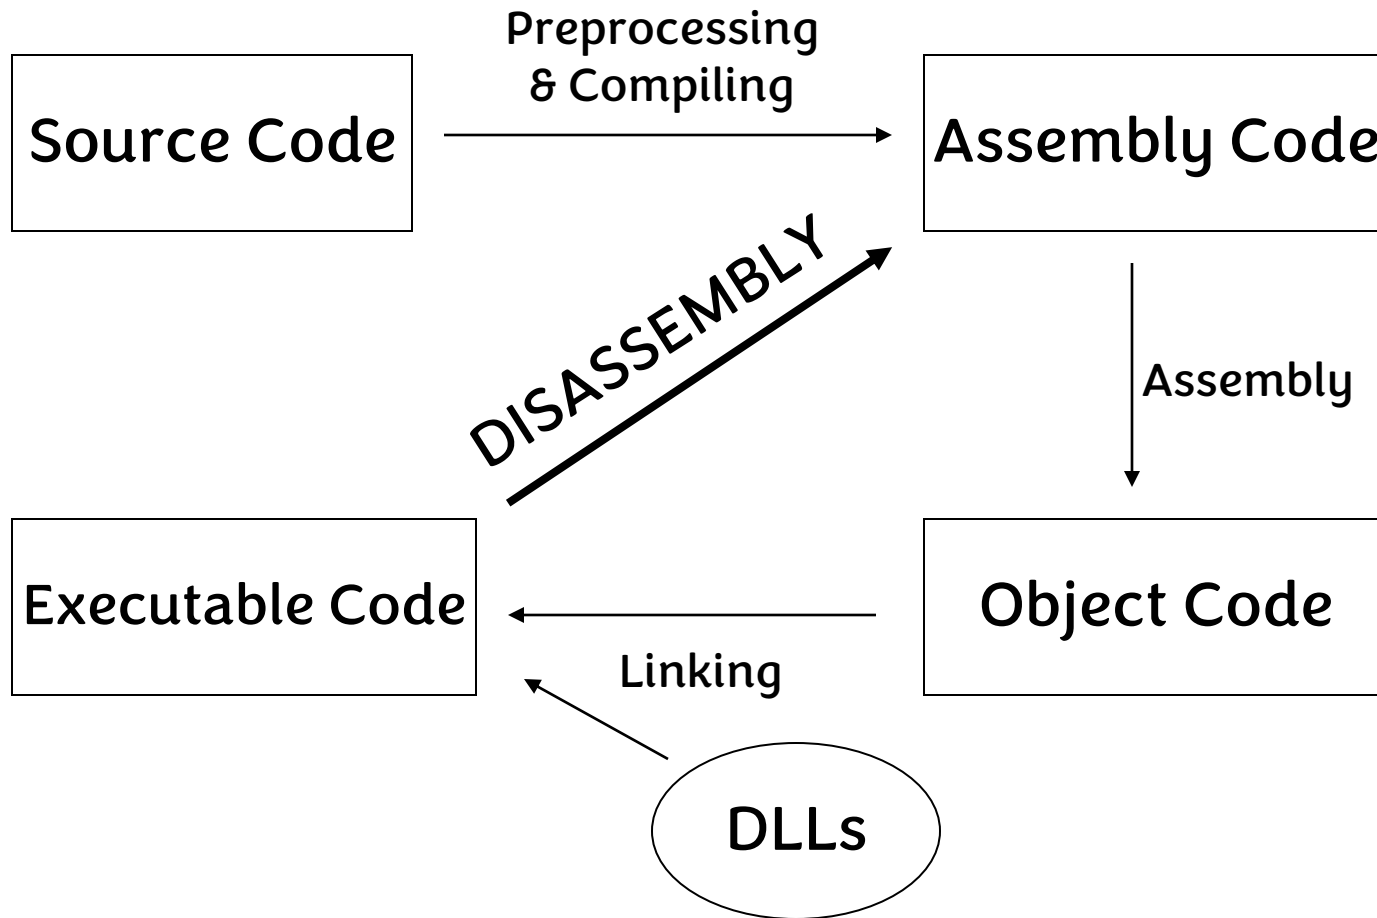 Preprocessing
& Compiling
Source Code
Assembly Code
DISASSEMBLY
Assembly
Executable Code
Object Code
Linking
DLLs